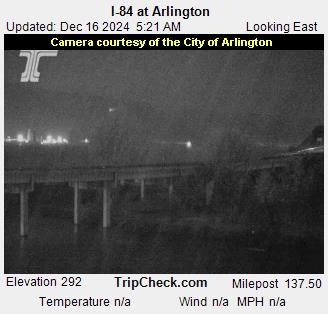 I-84 at Arlington
Updated: Dec 16 2024 5:21 AM Looking East
Camera courtesy of the City of Arlington
Elevation 292 TripCheck.com Milepost 137.50
Temperature n/a Wind n/a MPH n/a